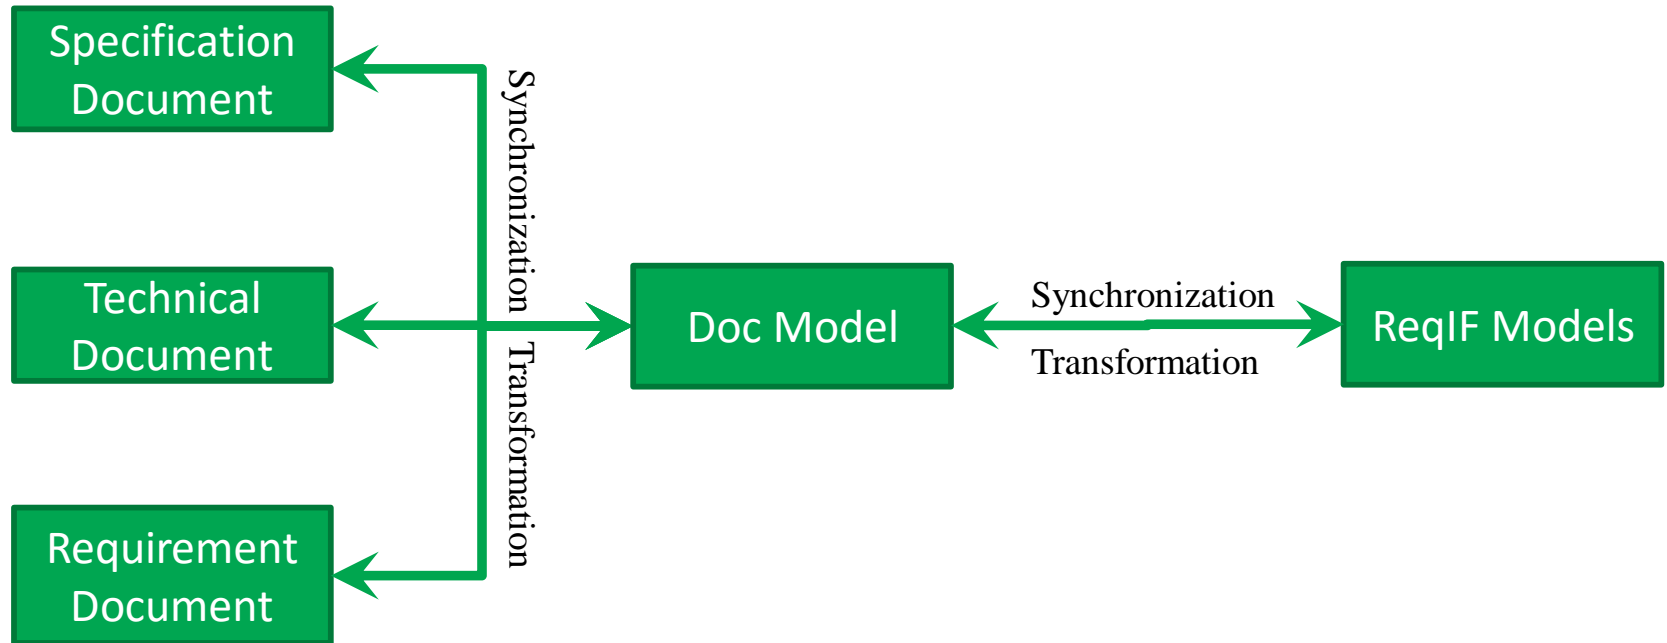 Specification
Document
Synchronization Transformation
Technical
Document
Doc Model
Synchronization
Transformation
ReqIF Models
Requirement
Document